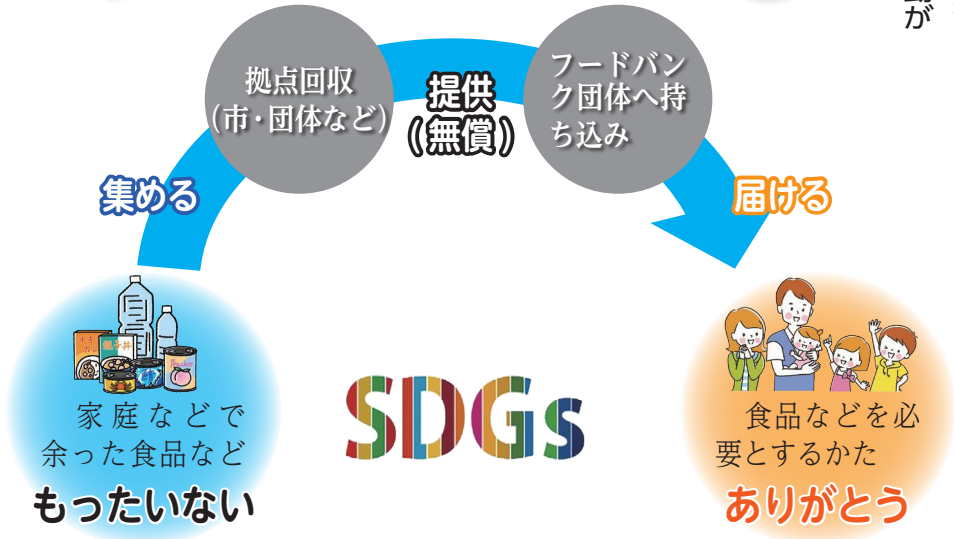 が
拠点回収
(市・団体など)
提供
(無償)
フードバン
ク団体へ持
ち込み
集める
届ける
家庭などで
余った食品など
もったいない
SDGs
食品などを必
要とするかた
ありがとう